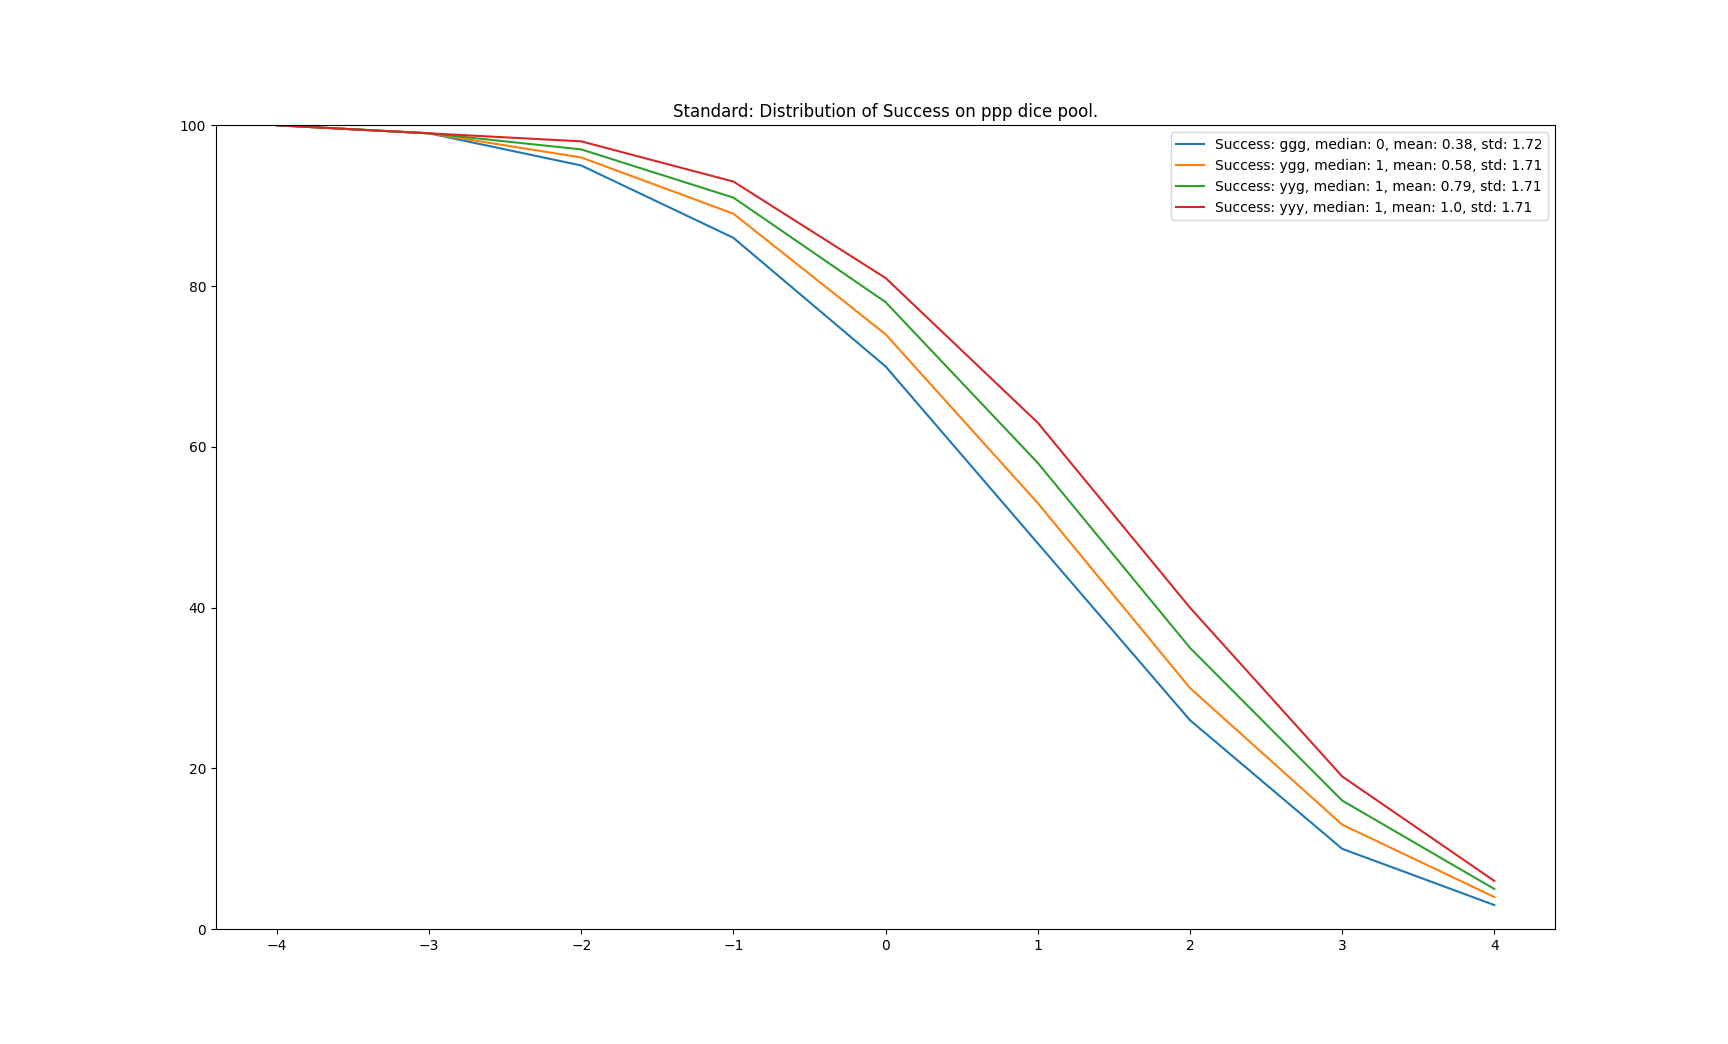 Standard: Distribution of Success on ppp dice pool.
Success: ggg, median: 0, mean: 0.38, std: 1.72
Success: ygg, median: 1, mean: 0.58, std: 1.71
Success: yyg, median: 1, mean: 0.79, std: 1.71
Success: yyy, median: 1, mean: 1.0, std: 1.71
100
80
60
40
20
0
−4 −3 −2 −1 0 1 2 3 4